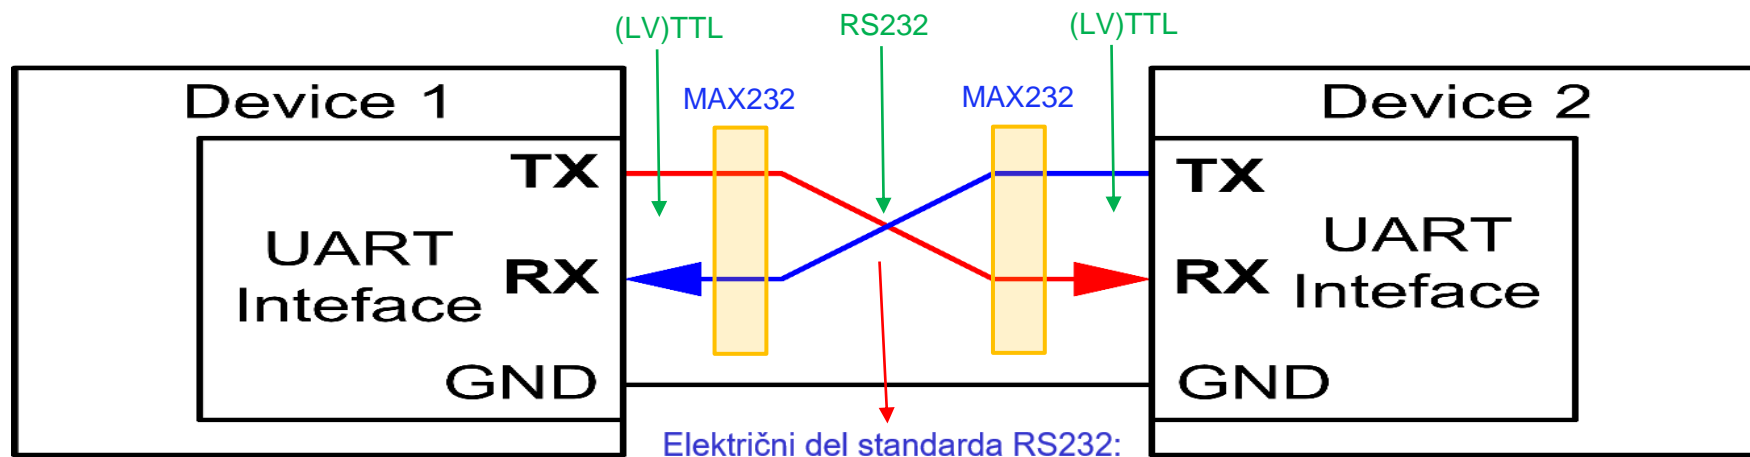 (LV)TTL
RS232
(LV)TTL
Device 1
MAX232
MAX232
Device 2
TX
TX
UART
Inteface
RX
RX
UART
Inteface
GND
GND
Električni del standarda RS232: